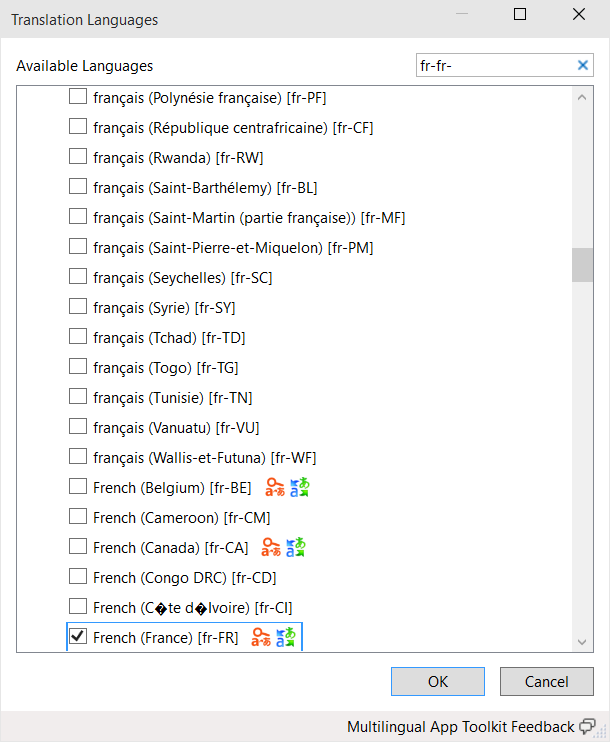 Translation Languages
Available Languages
fr-fr-
français (Polynésie française) [fr-PF]
français (République centrafricaine) [fr-CF]
français (Rwanda) [fr-RW]
français (Saint-Barthélemy) [fr-BL]
français (Saint-Martin (partie française)) [fr-MF]
français (Saint-Pierre-et-Miquelon) [fr-PM]
français (Seychelles) [fr-SC]
français (Syrie) [fr-SY]
français (Tchad) [fr-TD]
français (Togo) [fr-TG]
français (Tunisie) [fr-TN]
français (Vanuatu) [fr-VU]
français (Wallis-et-Futuna) [fr-WF]
French (Belgium) [fr-BE]
French (Cameroon) [fr-CM]
French (Canada) [fr-CA]
French (Congo DRC) [fr-CD]
French (C�te d�Ivoire) [fr-CI]
French (France) [fr-FR]
OK
Cancel
Multilingual App Toolkit Feedback